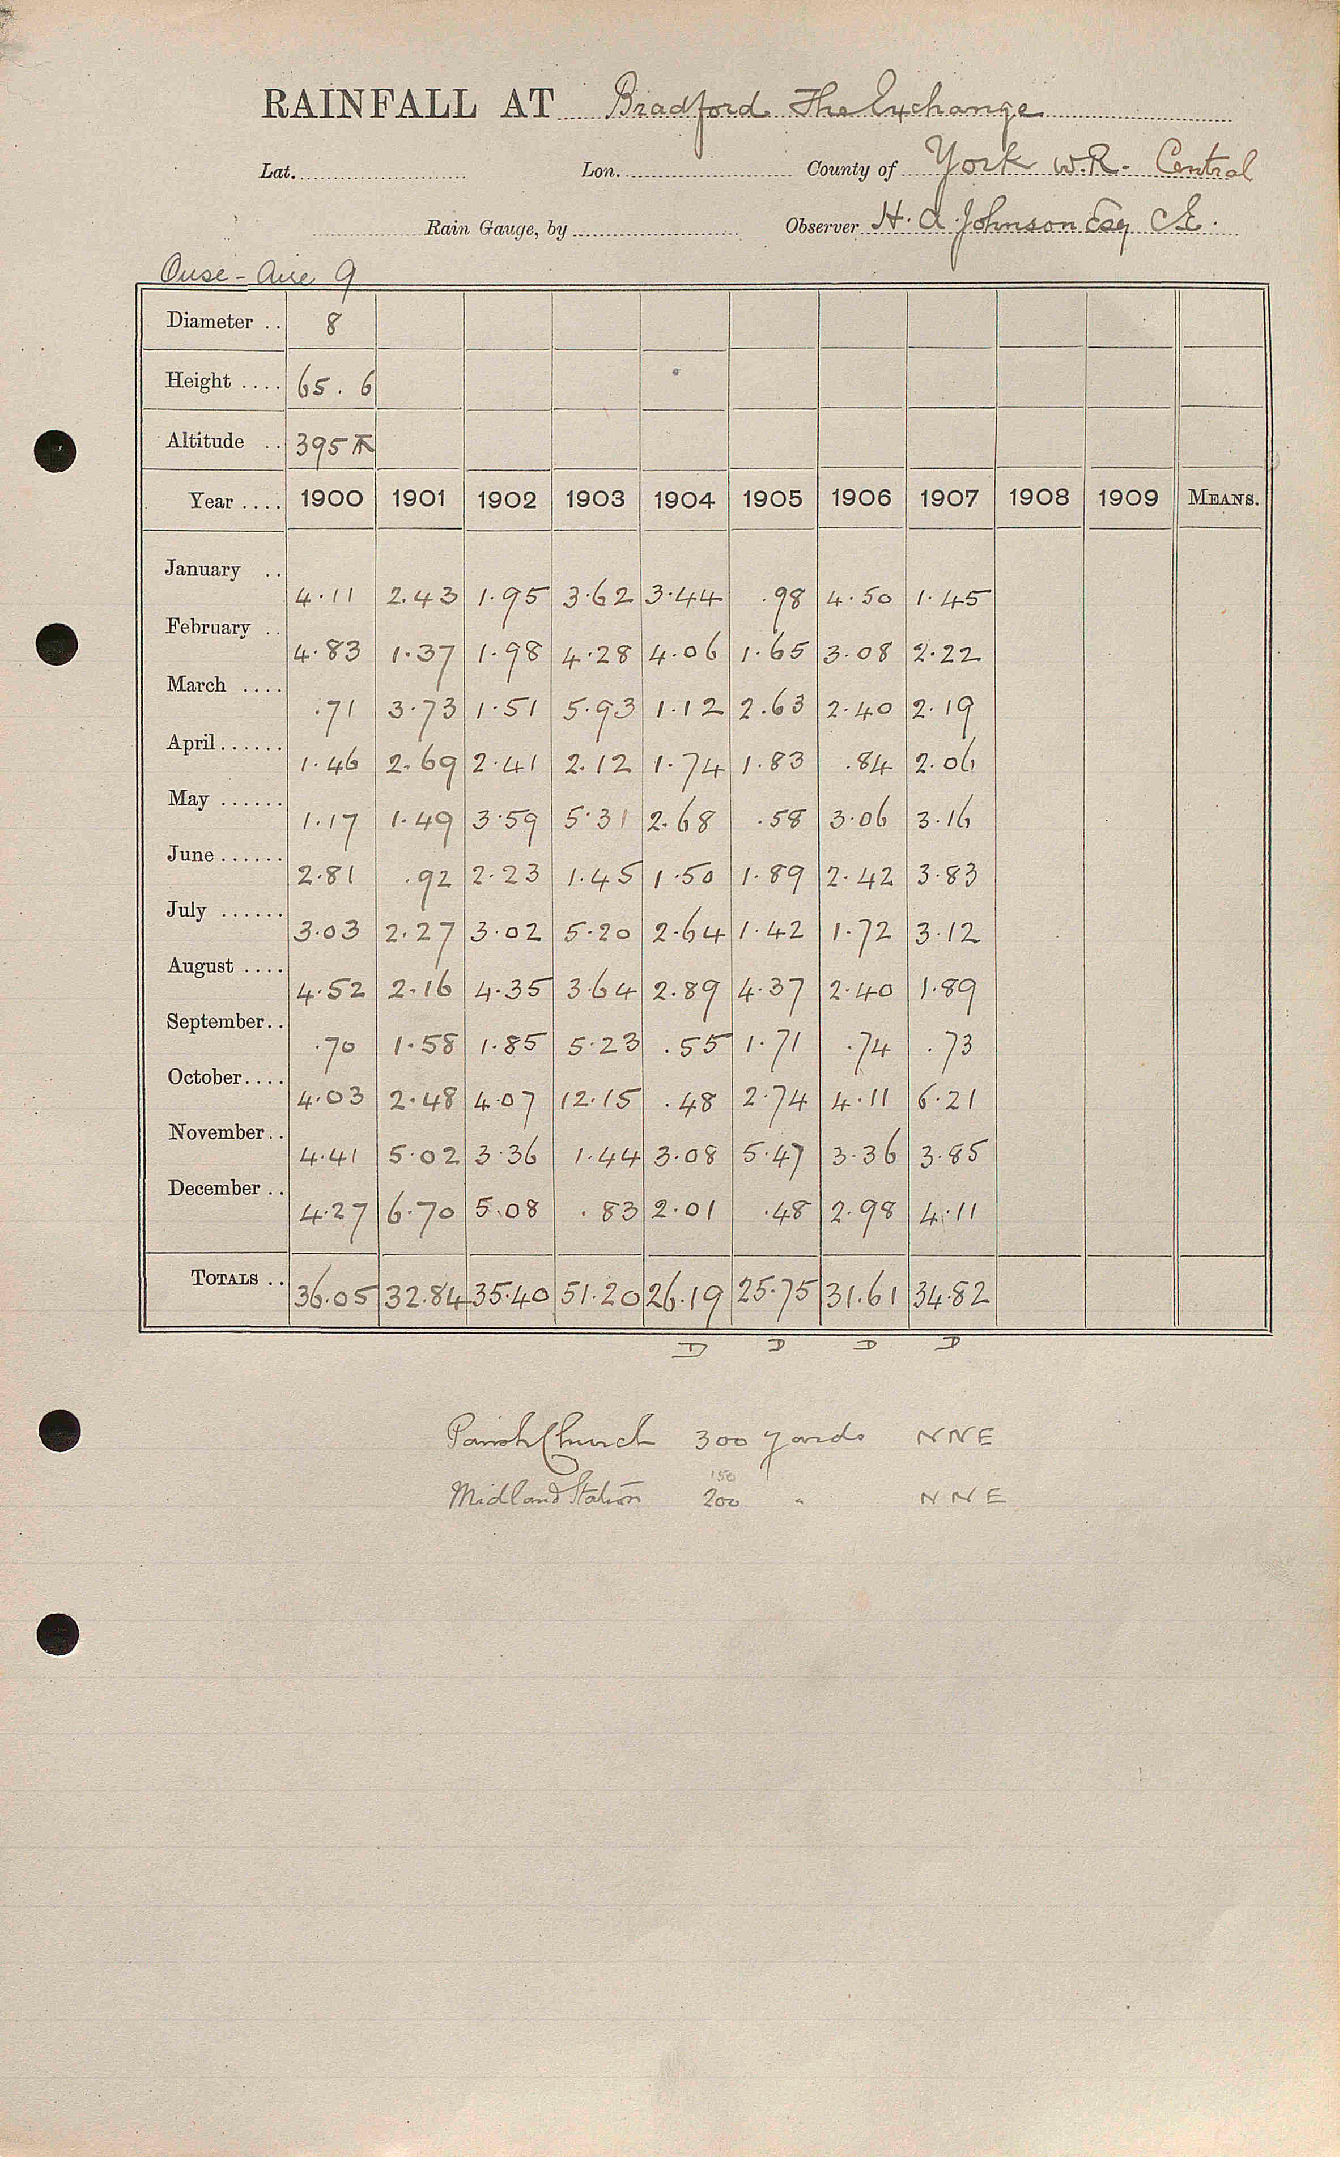 RAINFALL AT Bradford The Exchange
Lat. Lon. County of York W.R. Central
Rain Gauge, by Observer H. A. Johnson Esq C.E.
Ouse - Aire 9
Diameter .. 8
Height .... 65.6
Altitude .. 395
Year .... 1900 1901 1902 1903 1904 1905 1906 1907 1908 1909 MEANS.
January .. 4.11 2.43 1.95 3.62 3.44 .98 4.50 1.45
February .. 4.83 1.37 1.98 4.28 4.06 1.65 3.08 2.22
March .... .71 3.73 1.51 5.93 1.12 2.63 2.40 2.19
April...... 1.46 2.69 2.41 2.12 1.74 1.83 .84 2.06
May ...... 1.17 1.49 3.59 5.31 2.68 .58 3.06 3.16
June ...... 2.81 .92 2.23 1.45 1.50 1.89 2.42 3.83
July ...... 3.03 2.27 3.02 5.20 2.64 1.42 1.72 3.12
August .... 4.52 2.16 4.35 3.64 2.89 4.37 2.40 1.89
September.. .70 1.58 1.85 5.23 .55 1.71 .74 .73
October.... 4.03 2.48 4.07 12.15 .48 2.74 4.11 6.21
November.. 4.41 5.02 3.36 1.44 3.08 5.47 3.36 3.85
December .. 4.27 6.70 5.08 .83 2.01 .48 2.98 4.11
TOTALS .. 36.05 32.84 35.40 51.20 26.19 25.75 31.61 34.82
D D D D
Parish Church 300 yards NNE
150
Midland Station 200 " NNE